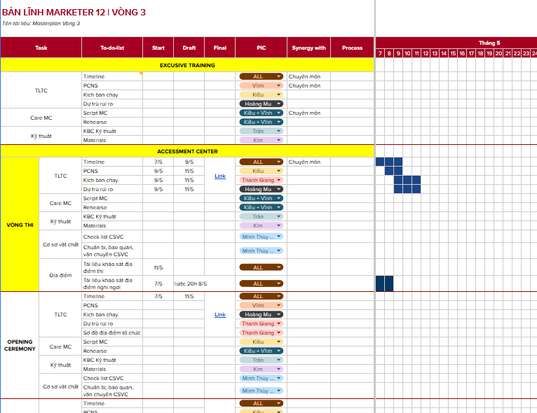 BẢN LĨNH MARKETER 12 | VÒNG 3
Tên tài liệu: Masterplan Vòng 3
Tháng 5
Task To-do-list Start Draft Final PIC Synergy with Process 7 8 9 10 11 12 13 14 15 16 17 18 19 20 21 22 23 24
EXCUSIVE TRAINING
TLTC Timeline ALL Chuyên môn
PCNS Vinh
Kịch bản chạy Kiều
Dự trù rủi ro Hoàng Mu
Care MC Script MC Kiều + Vinh Chuyên môn
Rehearse Kiều + Vinh
Kỹ thuật KBC Kỹ thuật Trân
Materials Kim
ACCESSMENT CENTER
VÒNG THI
TLTC Timeline 7/5 9/5 Link ALL Chuyên môn
PCNS 9/5 11/5 Kiều
Kịch bản chạy 9/5 11/5 Thanh Giang
Dự trù rủi ro 9/5 11/5 Hoàng Mu
Care MC Script MC Kiều + Vinh
Rehearse Kiều + Vinh
Kỹ thuật KBC Kỹ thuật Trân
Materials Kim
Cơ sở vật chất Check list CSVC Minh Thùy ...
Chuẩn bị, bảo quản, vận chuyển CSVC Minh Thùy ...
Địa điểm Tài liệu khảo sát địa điểm thi 11/5 ALL
Tài liệu khảo sát địa điểm nghỉ ngơi 7/5 20h 8/5 ALL
OPENING CEREMONY
TLTC Timeline 7/5 11/5 Link ALL
PCNS Vinh
Kịch bản chạy Hoàng Mu
Dự trù rủi ro Thanh Giang
Sơ đồ địa điểm tổ chức Thanh Giang
Care MC Script MC Kiều
Rehearse Kiều + Vinh
Kỹ thuật KBC Kỹ thuật Trân
Materials Kim
Cơ sở vật chất Check list CSVC Minh Thùy ...
Chuẩn bị, bảo quản, vận chuyển CSVC Minh Thùy ...
Timeline ALL
PCNS Kiều